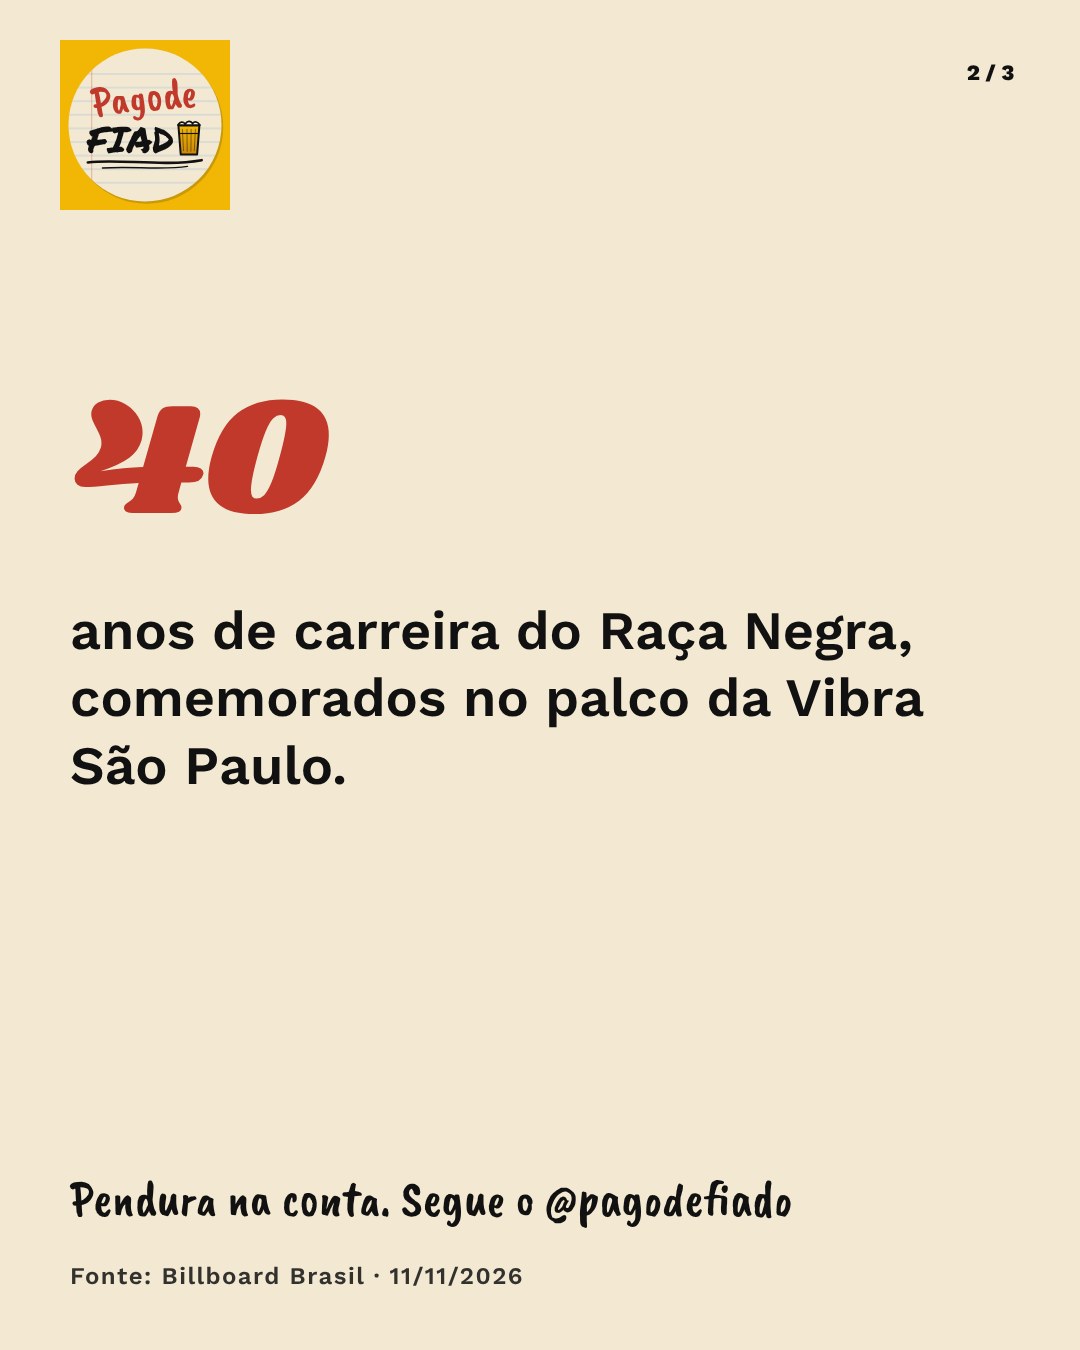 Pagode
FIADO
2 / 3
40
anos de carreira do Raça Negra,
comemorados no palco da Vibra
São Paulo.
Pendura na conta. Segue o @pagodefiado
Fonte: Billboard Brasil · 11/11/2026